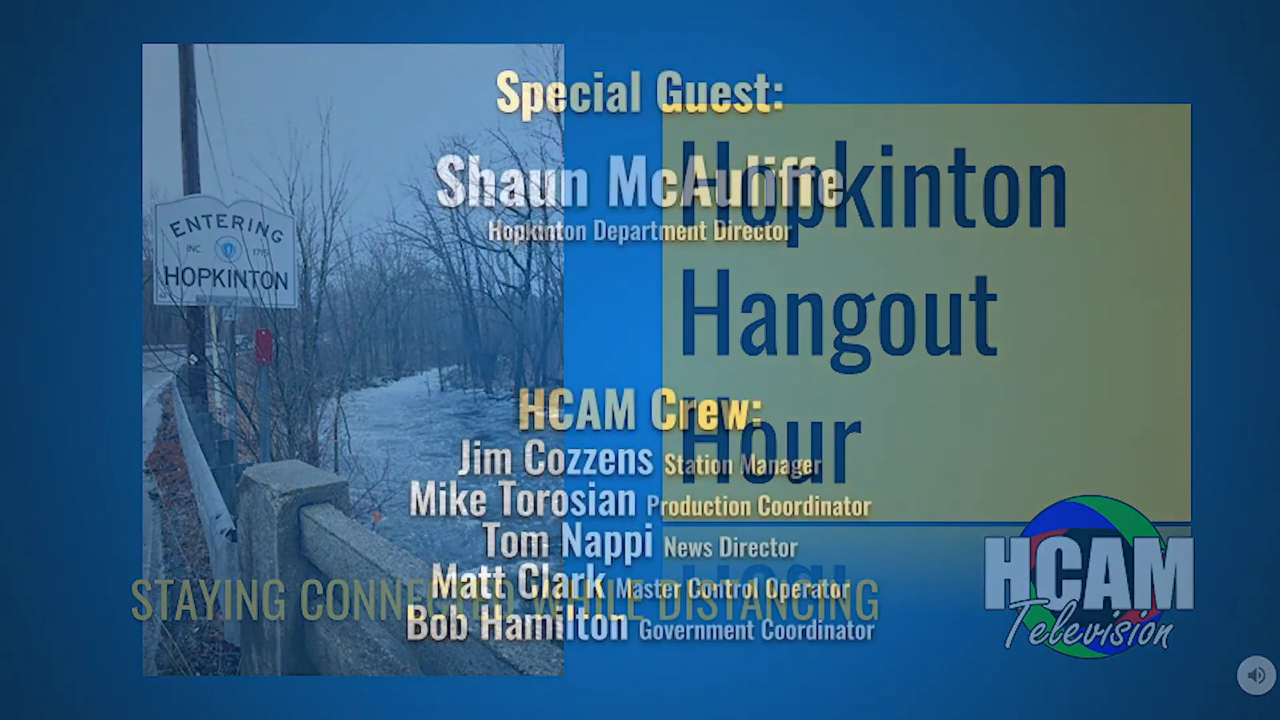 Special Guest:
Shaun McAuliffe
Hopkinton Department Director
Hopkinton
Hangout
Hour
ENTERING
INC
HOPKINTON
HCAM Crew:
Jim Cozzens Station Manager
Mike Torosian Production Coordinator
Tom Nappi News Director
Matt Clark Master Control Operator
Bob Hamilton Government Coordinator
STAYING CONNECTED WHILE DISTANCING
HCAM
Television